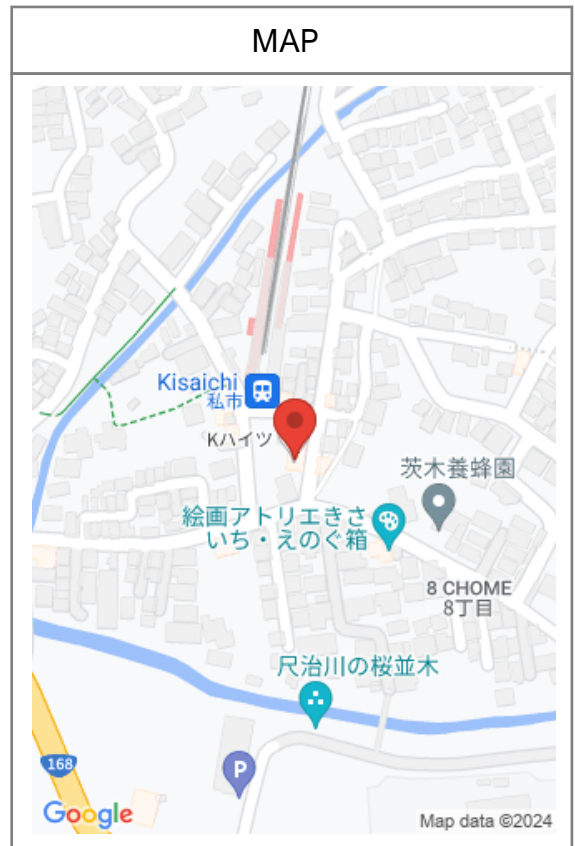 MAP
Kisaichi
私市
Kハイツ
茨木養蜂園
絵画アトリエきさ
いち・えのぐ箱
8 CHOME
8丁目
尺治川の桜並木
P
168
Google
Map data ©2024